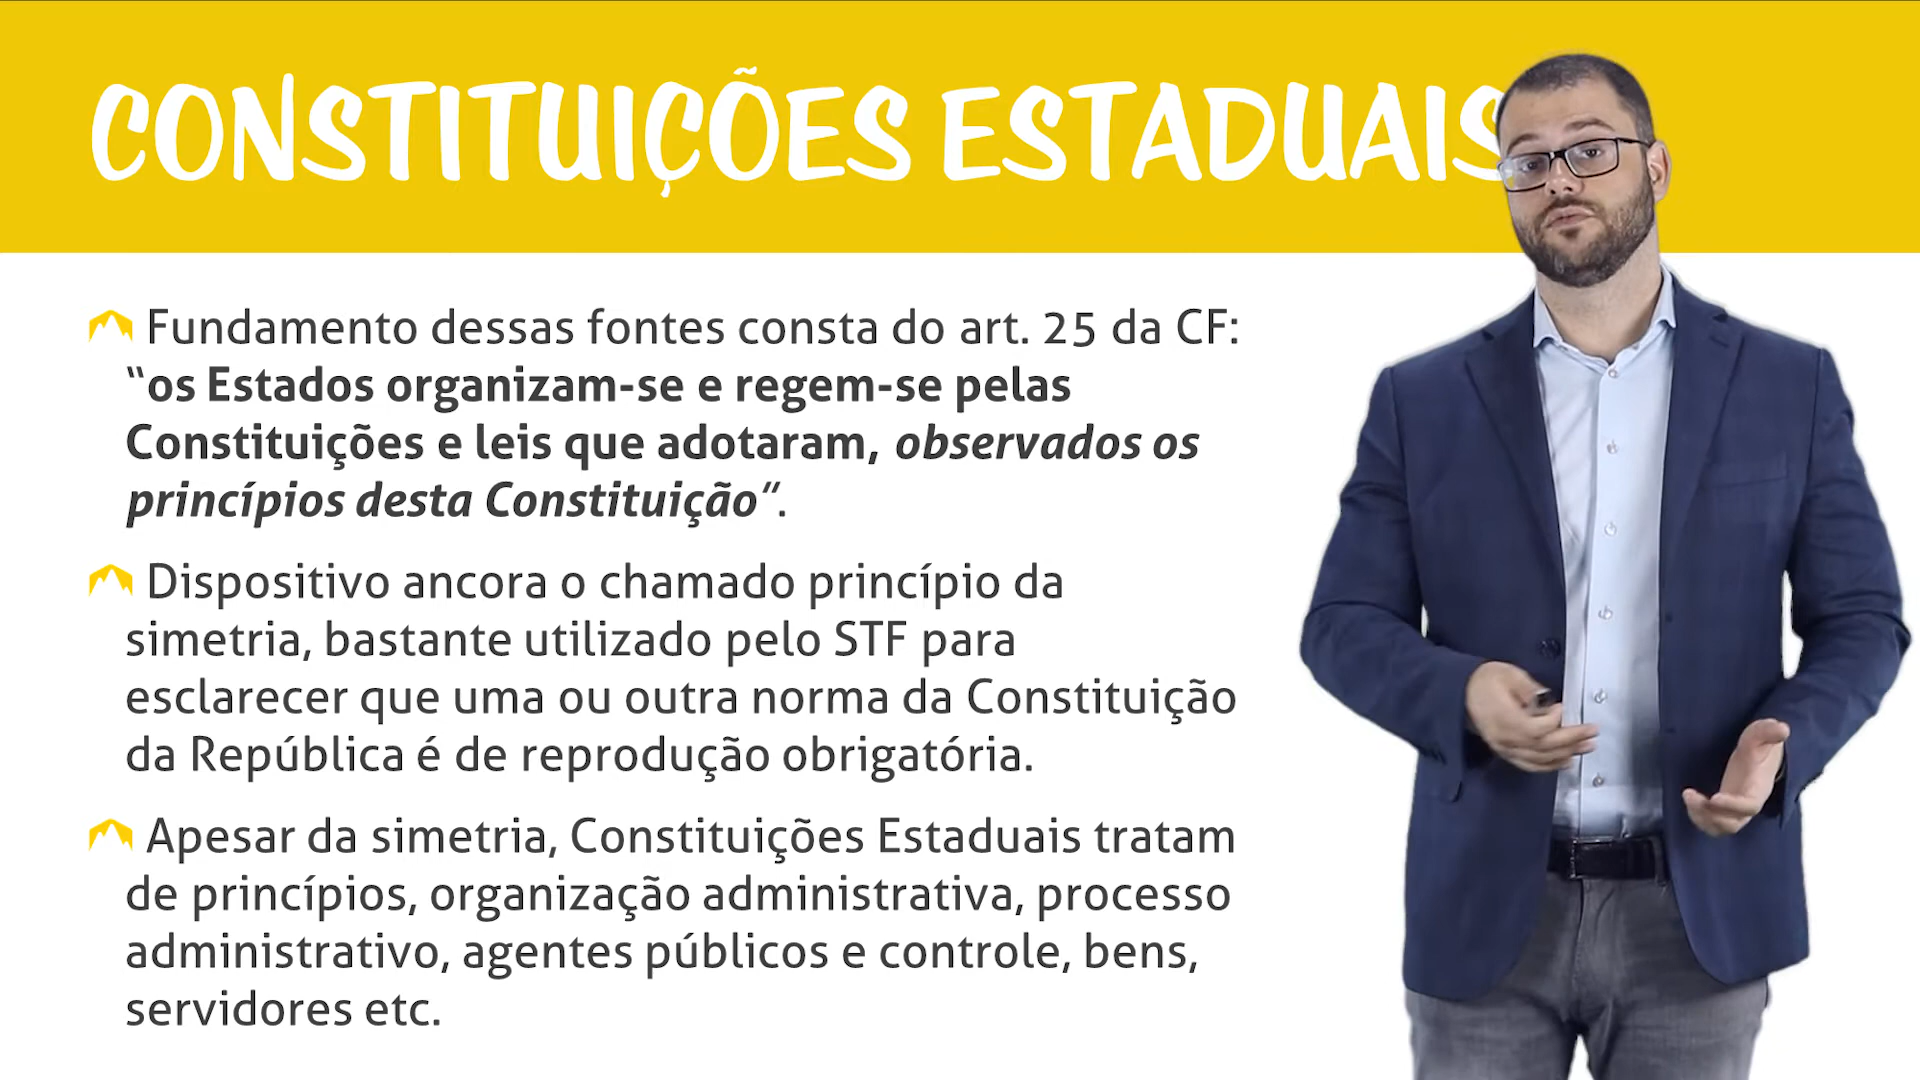 CONSTITUIÇÕES ESTADUAIS
Fundamento dessas fontes consta do art. 25 da CF:
“os Estados organizam-se e regem-se pelas
Constituições e leis que adotaram, observados os
princípios desta Constituição”.
Dispositivo ancora o chamado princípio da
simetria, bastante utilizado pelo STF para
esclarecer que uma ou outra norma da Constituição
da República é de reprodução obrigatória.
Apesar da simetria, Constituições Estaduais tratam
de princípios, organização administrativa, processo
administrativo, agentes públicos e controle, bens,
servidores etc.